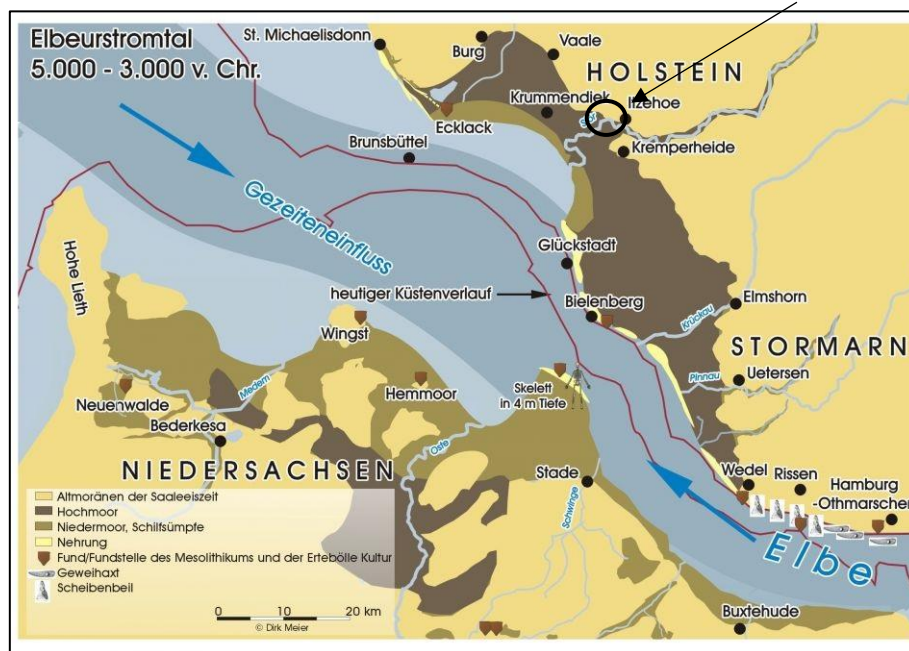 Elbeurstromtal
5.000 - 3.000 v. Chr.
St. Michaelisdonn
Burg
Vaale
HOLSTEIN
Krummendiek
Itzehoe
Ecklack
Kremperheide
Brunsbüttel
Gezeiteneinfluss
Hohe Lieth
Glückstadt
heutiger Küstenverlauf
Bielenberg
Elmshorn
Krückau
Wingst
STORMARN
Medem
Skelett
in 4 m Tiefe
Pinnau
Uetersen
Neuenwalde
Hemmoor
Bederkesa
Oste
NIEDERSACHSEN
Stade
Wedel
Rissen
Hamburg
-Othmarschen
Schwinge
Elbe
Buxtehude
Altmoränen der Saaleeiszeit
Hochmoor
Niedermoor, Schilfsümpfe
Nehrung
Fund/Fundstelle des Mesolithikums und der Ertebölle Kultur
Geweihaxt
Scheibenbeil
0 10 20 km
© Dirk Meier